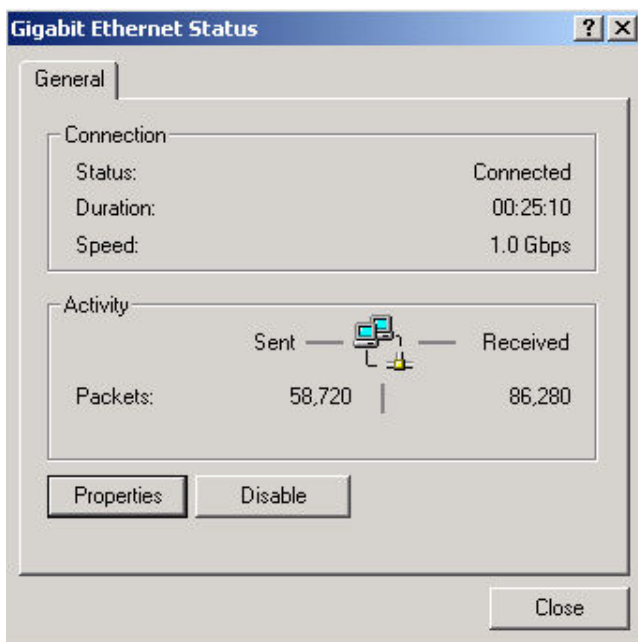 Gigabit Ethernet Status
General
Connection
Status: Connected
Duration: 00:25:10
Speed: 1.0 Gbps
Activity
Sent Received
Packets: 58,720 86,280
Properties Disable
Close